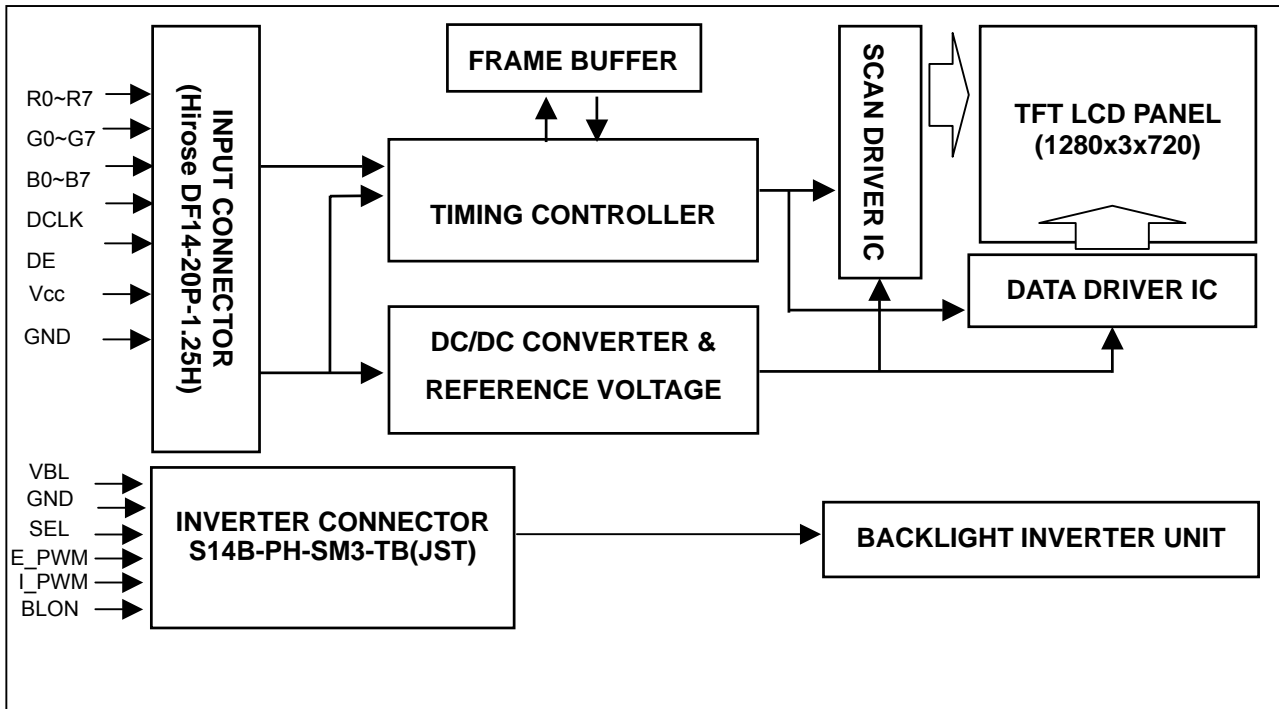 R0~R7
G0~G7
B0~B7
DCLK
DE
Vcc
GND
INPUT CONNECTOR
(Hirose DF14-20P-1.25H)
FRAME BUFFER
TIMING CONTROLLER
DC/DC CONVERTER &
REFERENCE VOLTAGE
SCAN DRIVER IC
TFT LCD PANEL
(1280x3x720)
DATA DRIVER IC
VBL
GND
SEL
E_PWM
I_PWM
BLON
INVERTER CONNECTOR
S14B-PH-SM3-TB(JST)
BACKLIGHT INVERTER UNIT